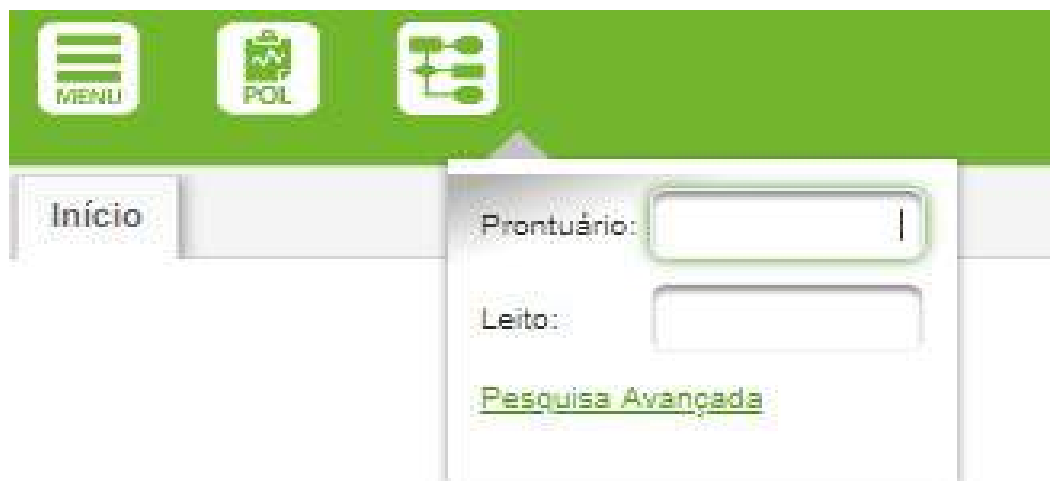 MENU
POL
Início
Prontuário:
Leito:
Pesquisa Avançada